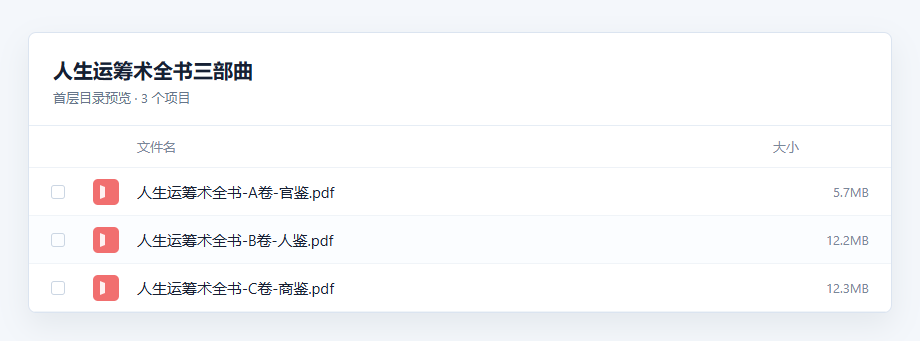 人生运筹术全书三部曲
首层目录预览 · 3 个项目
文件名 大小
人生运筹术全书-A卷-官鉴.pdf 5.7MB
人生运筹术全书-B卷-人鉴.pdf 12.2MB
人生运筹术全书-C卷-商鉴.pdf 12.3MB